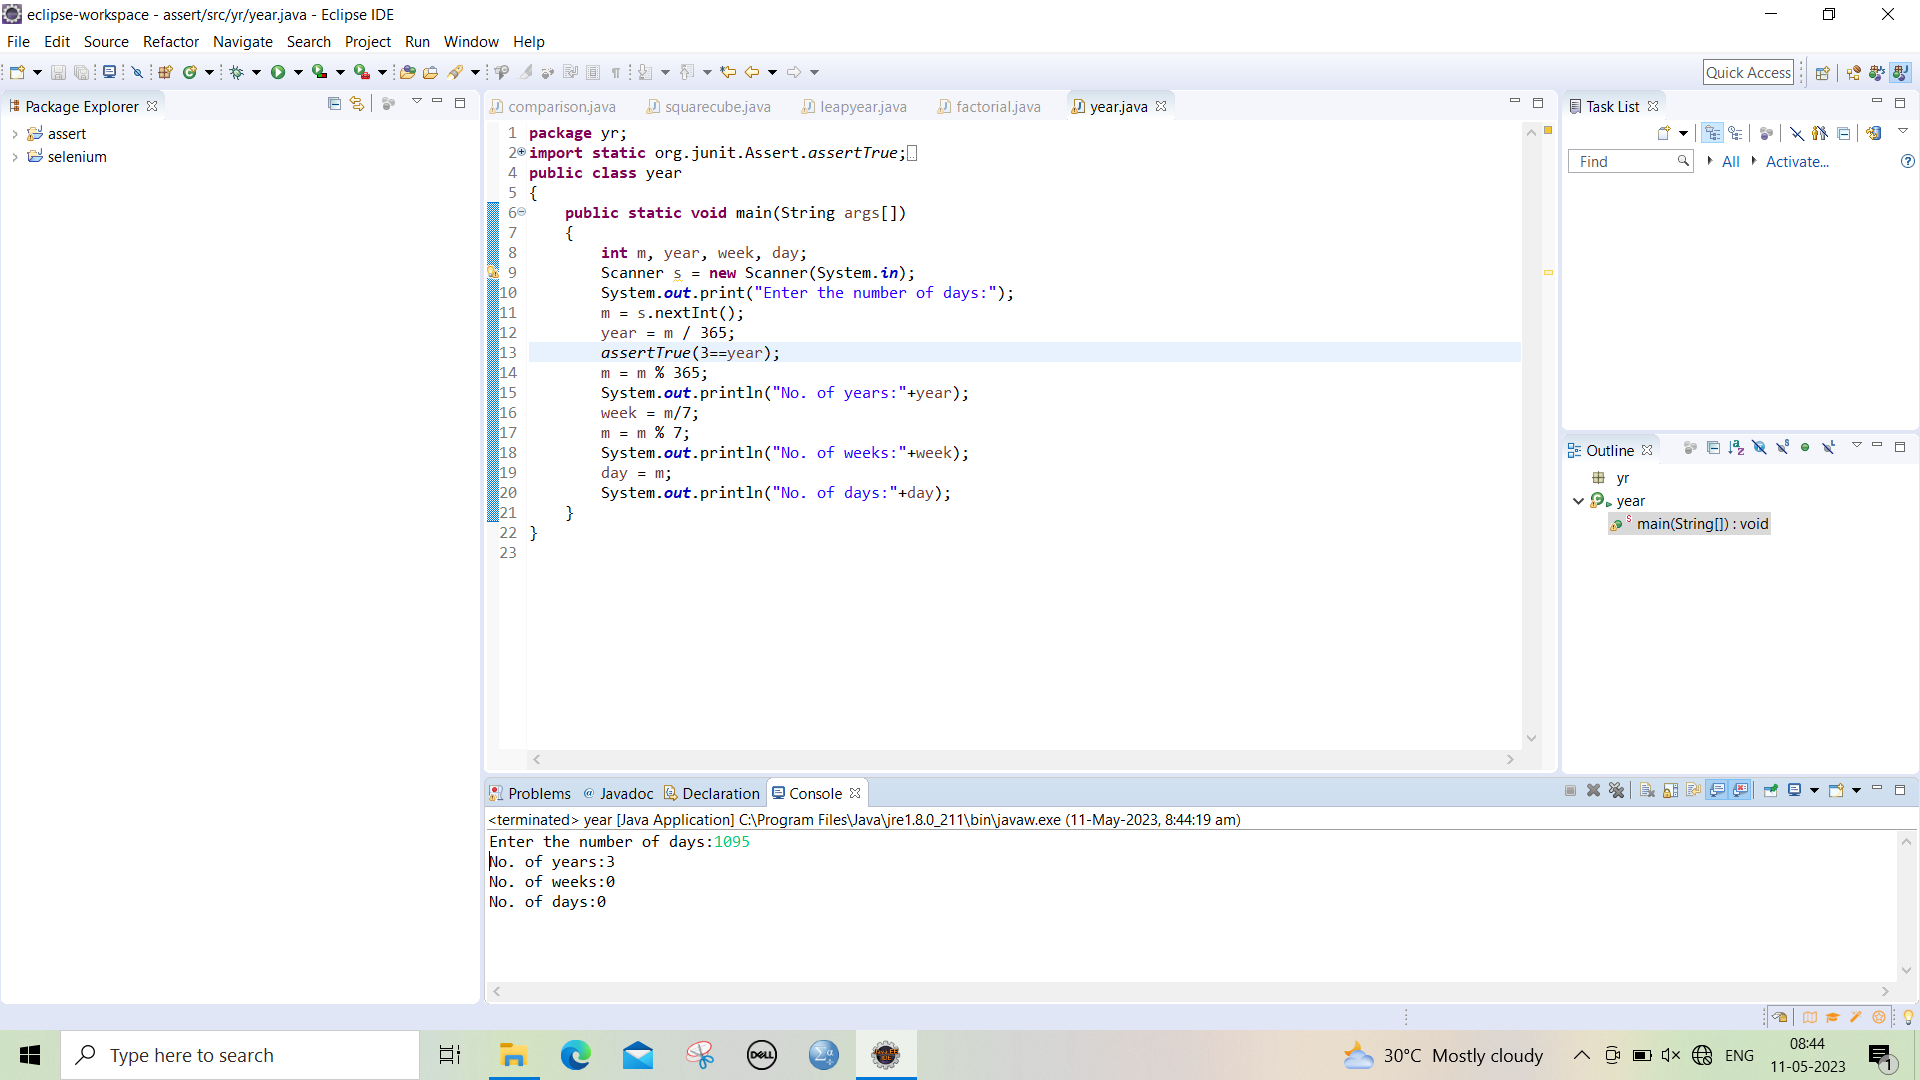 eclipse-workspace - assert/src/yr/year.java - Eclipse IDE
File Edit Source Refactor Navigate Search Project Run Window Help
Quick Access
Package Explorer
assert
selenium
comparison.java squarecube.java leapyear.java factorial.java year.java
1 package yr;
2 import static org.junit.Assert.assertTrue;
4 public class year
5 {
6 public static void main(String args[])
7 {
8 int m, year, week, day;
9 Scanner s = new Scanner(System.in);
10 System.out.print("Enter the number of days:");
11 m = s.nextInt();
12 year = m / 365;
13 assertTrue(3==year);
14 m = m % 365;
15 System.out.println("No. of years:"+year);
16 week = m/7;
17 m = m % 7;
18 System.out.println("No. of weeks:"+week);
19 day = m;
20 System.out.println("No. of days:"+day);
21 }
22 }
23
Task List
Find All Activate...
Outline
yr
year
main(String[]) : void
Problems Javadoc Declaration Console
<terminated> year [Java Application] C:\Program Files\Java\jre1.8.0_211\bin\javaw.exe (11-May-2023, 8:44:19 am)
Enter the number of days:1095
No. of years:3
No. of weeks:0
No. of days:0
Type here to search
DELL
30°C Mostly cloudy
ENG
08:44
11-05-2023
1